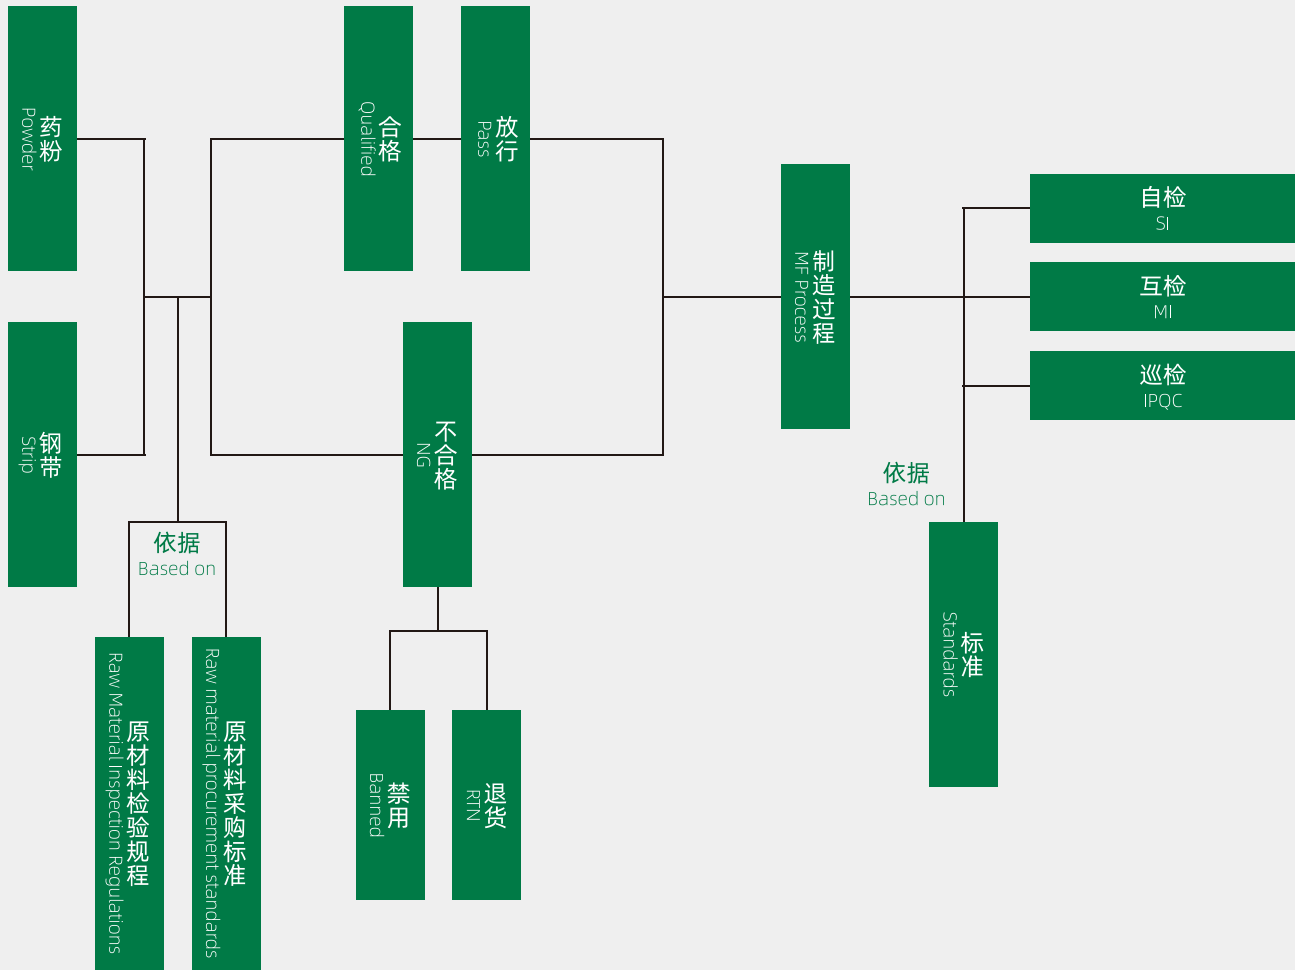 药粉
Powder
钢带
Strip
依据
Based on
原材料检验规程
Raw Material Inspection Regulations
原材料采购标准
Raw material procurement standards
合格
Qualified
放行
Pass
不合格
NG
禁用
Banned
退货
RTN
制造过程
MF Process
自检
SI
互检
MI
巡检
IPQC
依据
Based on
标准
Standards